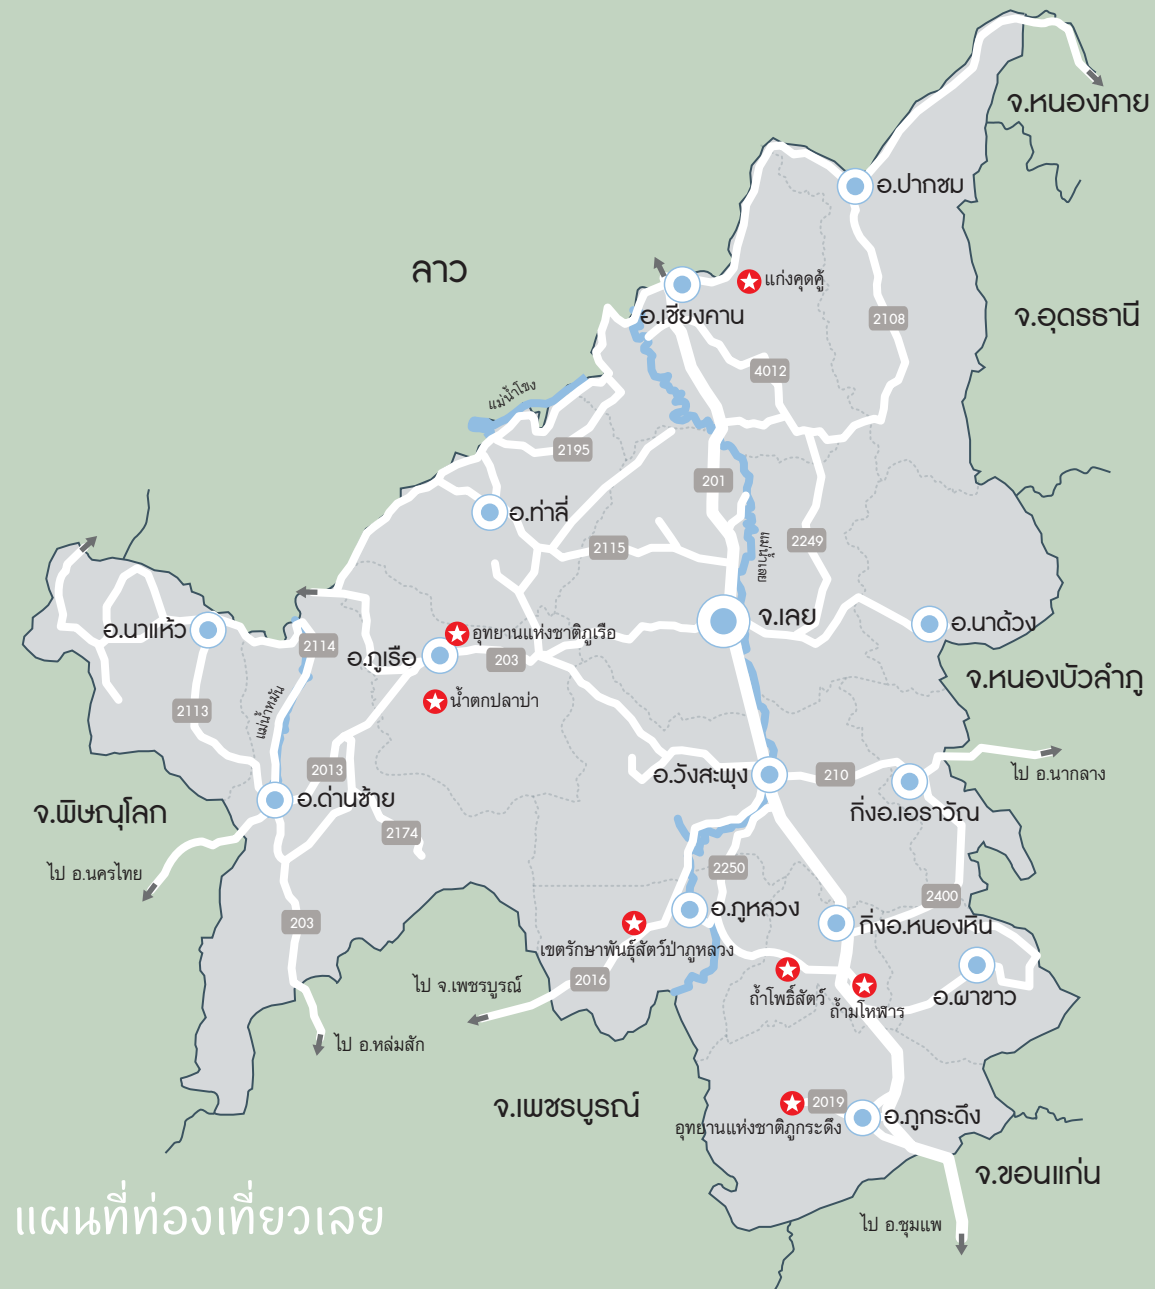 จ.หนองคาย
อ.ปากชม
ลาว
แก่งคุดคู้
อ.เชียงคาน
จ.อุดรธานี
2108
4012
แม่น้ำโขง
2195
201
อ.ท่าลี่
2115
2249
แม่น้ำเลย
จ.เลย
อ.นาด้วง
อ.นาแห้ว
2114
อุทยานแห่งชาติภูเรือ
อ.ภูเรือ
203
จ.หนองบัวลำภู
น้ำตกปลาบ่า
2113
แม่น้ำหมัน
2013
อ.วังสะพุง
210
ไป อ.นากลาง
อ.ด่านซ้าย
กิ่งอ.เอราวัณ
จ.พิษณุโลก
2174
ไป อ.นครไทย
2250
2400
อ.ภูหลวง
203
กิ่งอ.หนองหิน
เขตรักษาพันธุ์สัตว์ป่าภูหลวง
2016
ไป จ.เพชรบูรณ์
ถ้ำโพธิ์สัตว์
ถ้ำมโหฬาร
อ.ผาขาว
ไป อ.หล่มสัก
จ.เพชรบูรณ์
2019
อ.ภูกระดึง
อุทยานแห่งชาติภูกระดึง
จ.ขอนแก่น
แผนที่ท่องเที่ยวเลย
ไป อ.ชุมแพ